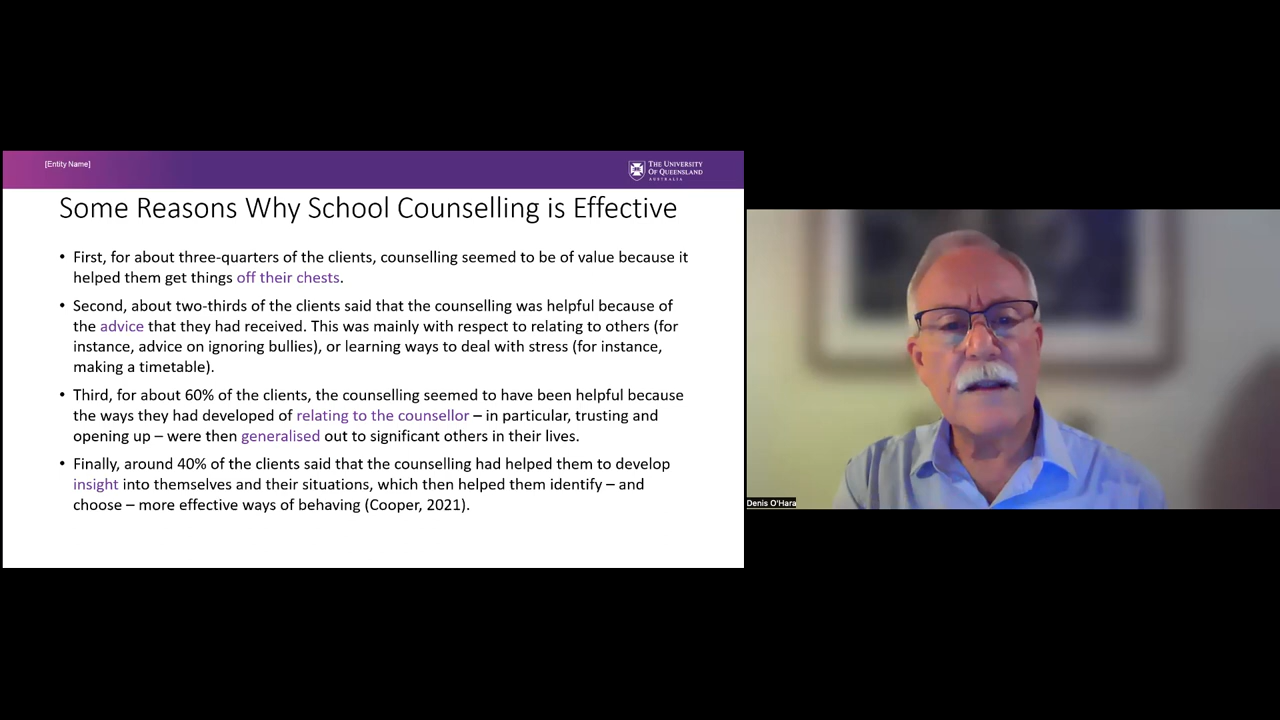 [Entity Name]
THE UNIVERSITY
OF QUEENSLAND
AUSTRALIA
Some Reasons Why School Counselling is Effective
• First, for about three-quarters of the clients, counselling seemed to be of value because it
helped them get things off their chests.
• Second, about two-thirds of the clients said that the counselling was helpful because of
the advice that they had received. This was mainly with respect to relating to others (for
instance, advice on ignoring bullies), or learning ways to deal with stress (for instance,
making a timetable).
• Third, for about 60% of the clients, the counselling seemed to have been helpful because
the ways they had developed of relating to the counsellor – in particular, trusting and
opening up – were then generalised out to significant others in their lives.
• Finally, around 40% of the clients said that the counselling had helped them to develop
insight into themselves and their situations, which then helped them identify – and
choose – more effective ways of behaving (Cooper, 2021).
Denis O'Hara